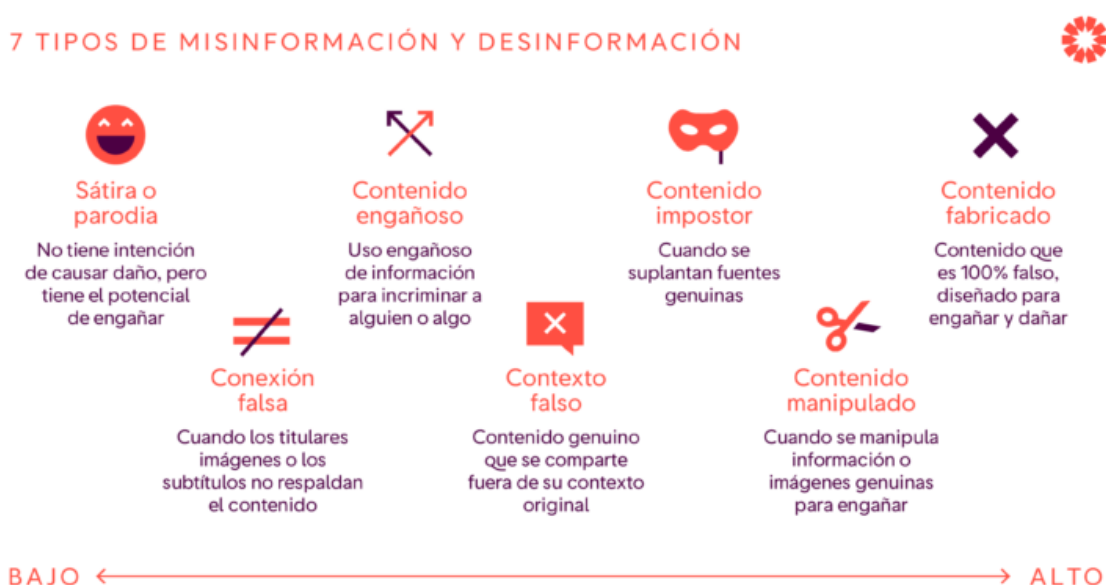 7 TIPOS DE MISINFORMACIÓN Y DESINFORMACIÓN
Sátira o
parodia
No tiene intención
de causar daño, pero
tiene el potencial
de engañar
Conexión
falsa
Cuando los titulares
imágenes o los
subtítulos no respaldan
el contenido
Contenido
engañoso
Uso engañoso
de información
para incriminar a
alguien o algo
Contexto
falso
Contenido genuino
que se comparte
fuera de su contexto
original
Contenido
impostor
Cuando se
suplantan fuentes
genuinas
Contenido
manipulado
Cuando se manipula
información o
imágenes genuinas
para engañar
Contenido
fabricado
Contenido que
es 100% falso,
diseñado para
engañar y dañar
BAJO
ALTO